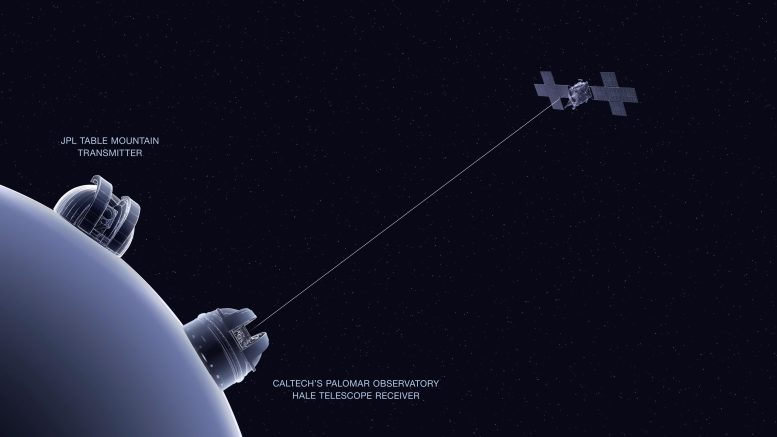 JPL TABLE MOUNTAIN
TRANSMITTER
CALTECH'S PALOMAR OBSERVATORY
HALE TELESCOPE RECEIVER